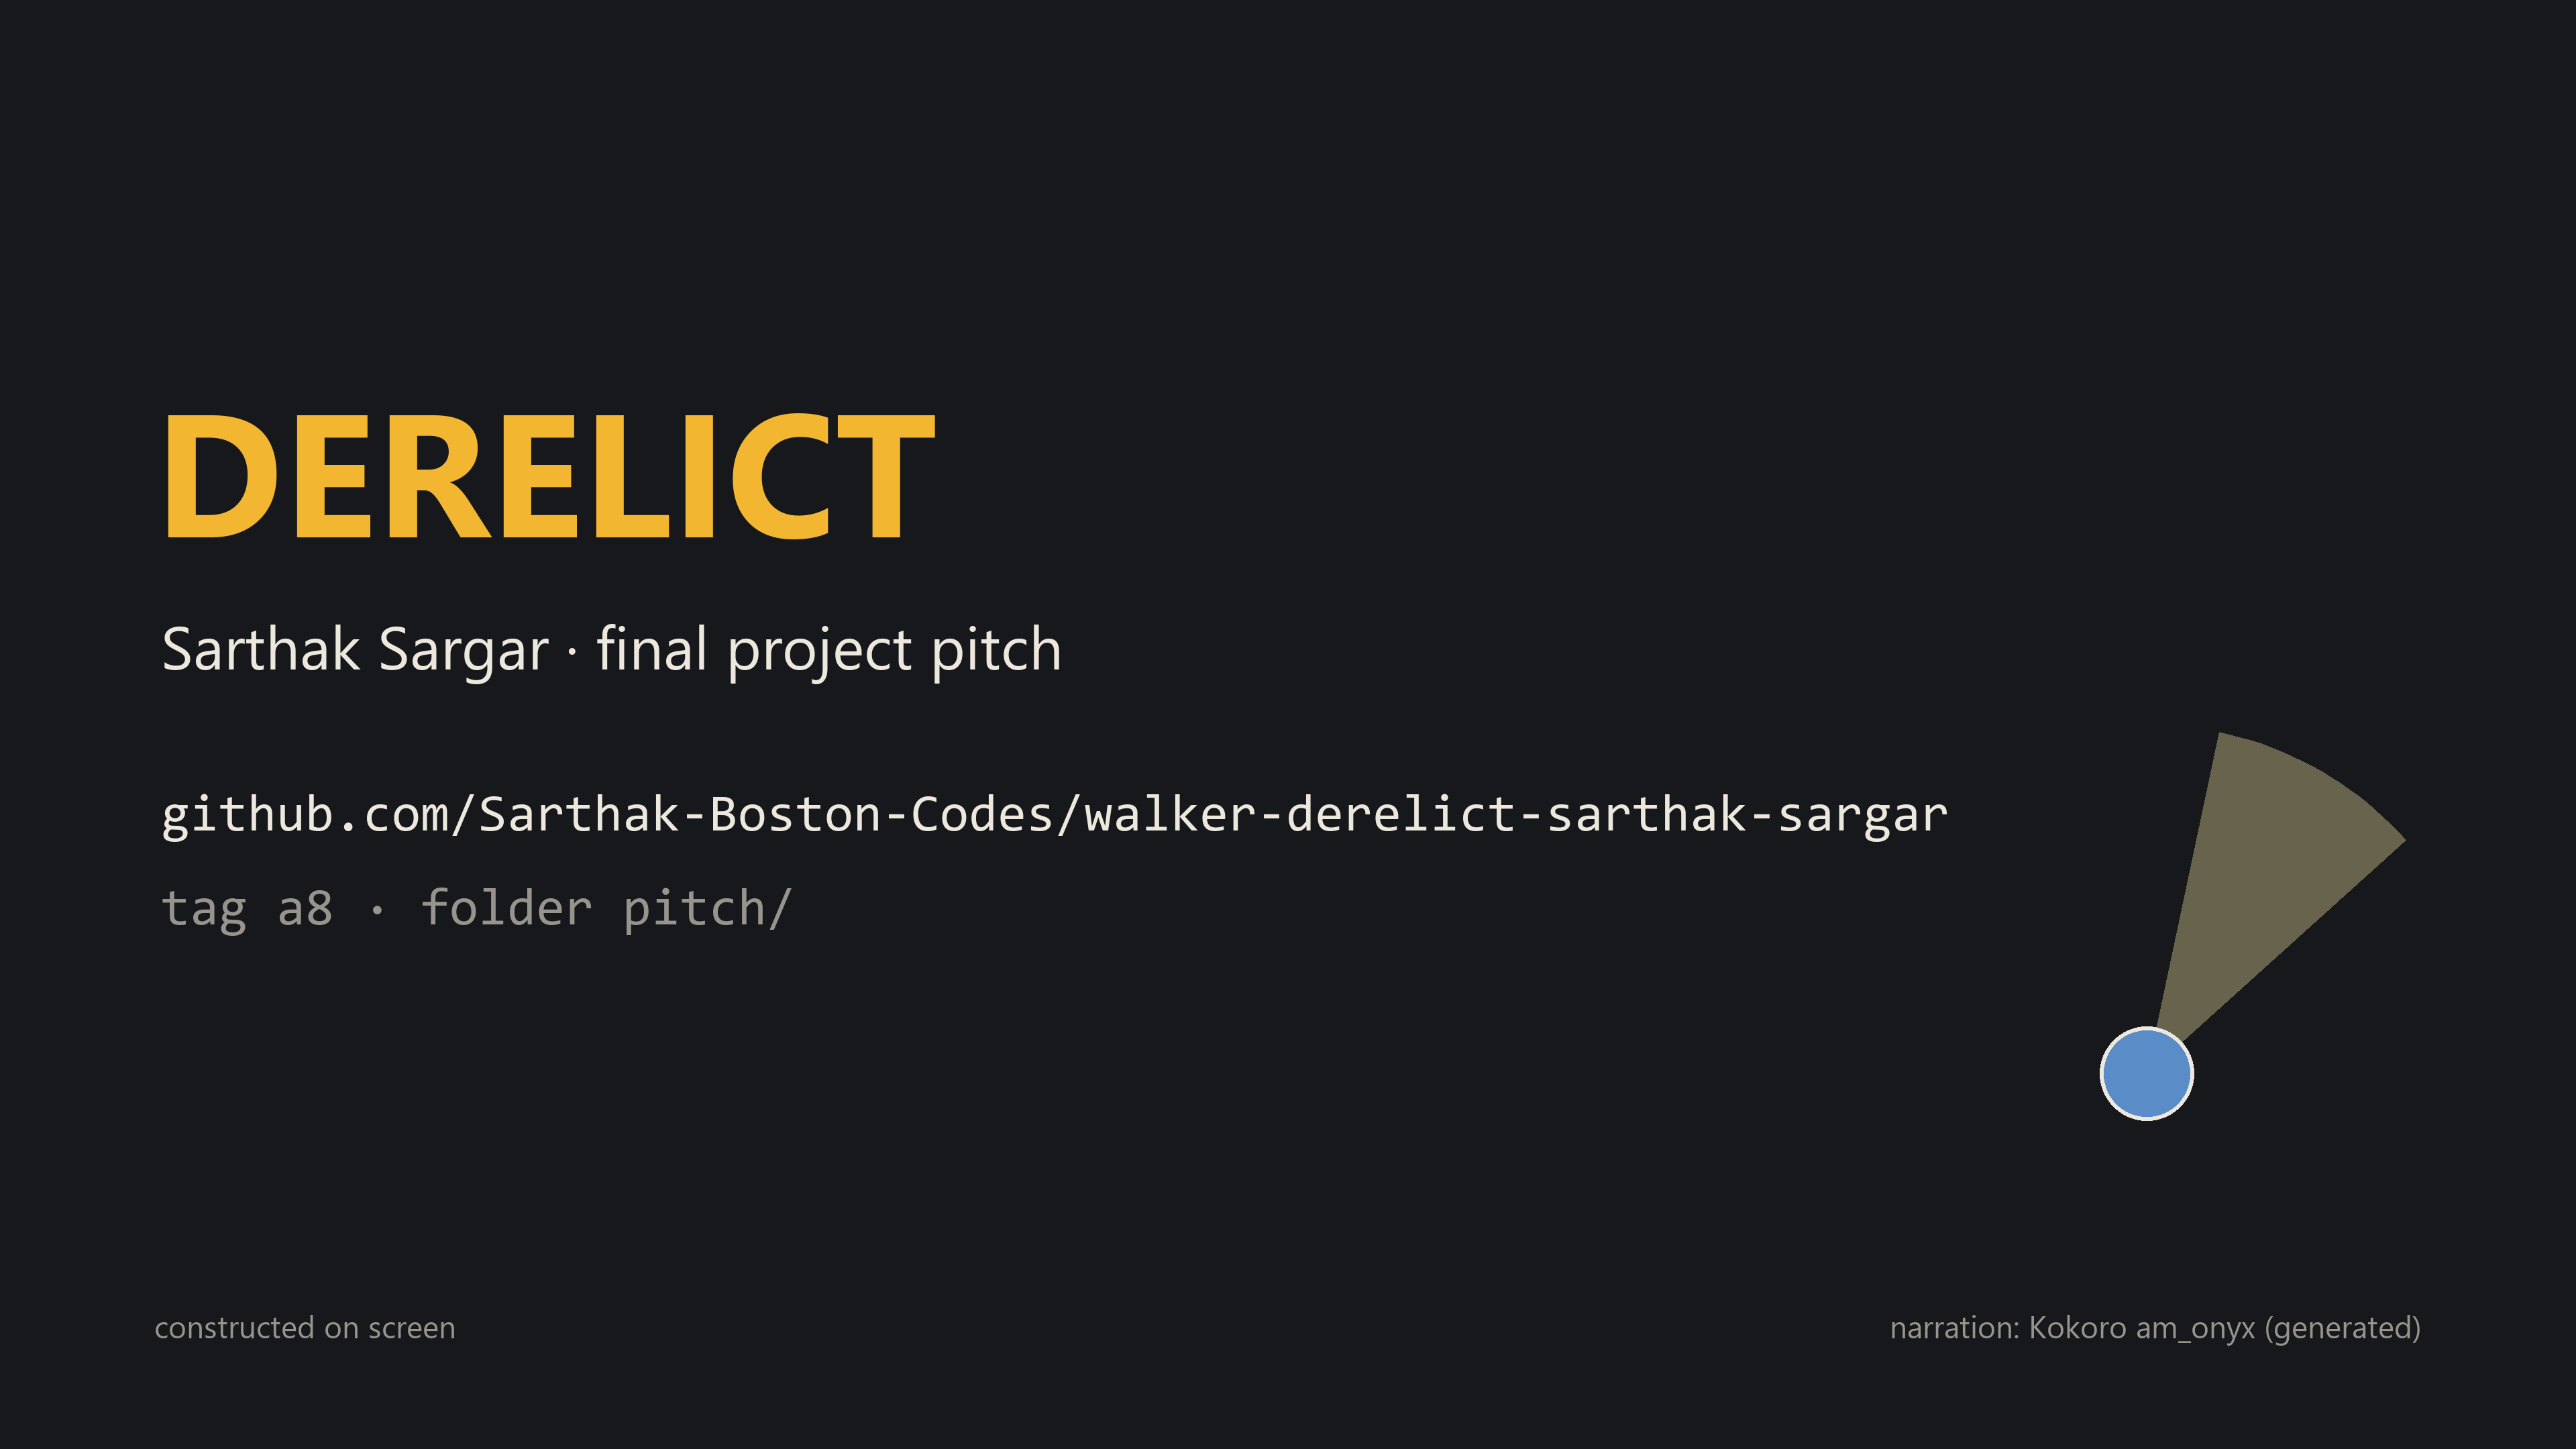 DERELICT
Sarthak Sargar · final project pitch
github.com/Sarthak-Boston-Codes/walker-derelict-sarthak-sargar
tag a8 · folder pitch/
constructed on screen
narration: Kokoro am_onyx (generated)